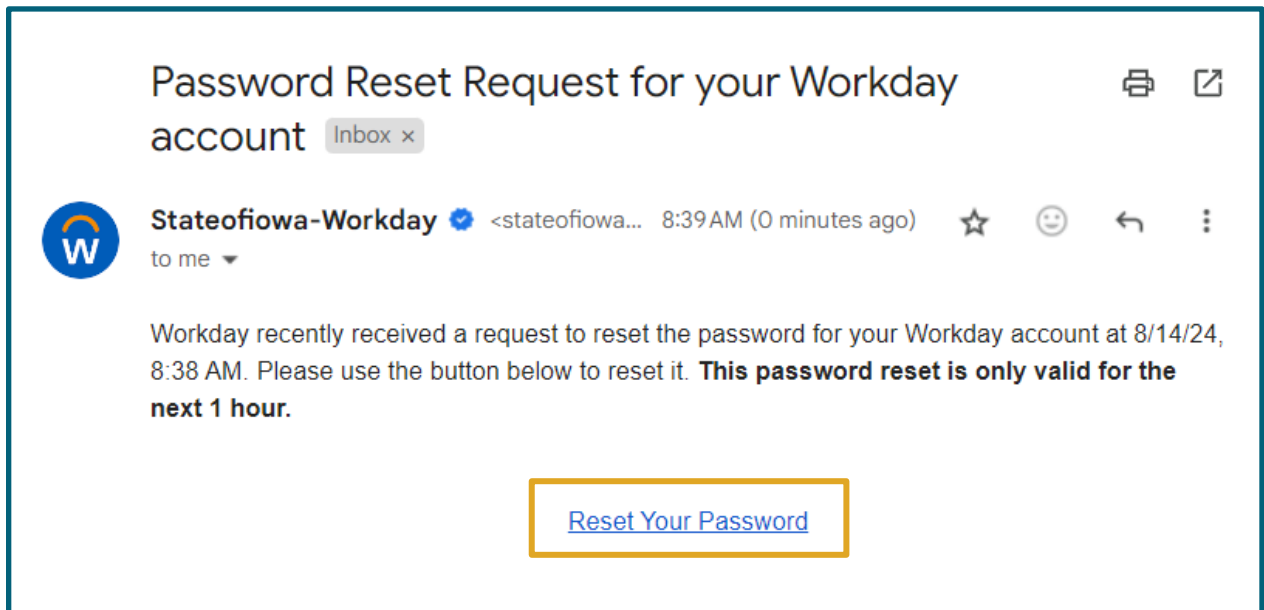 Password Reset Request for your Workday
account Inbox ×
Stateofiowa-Workday <stateofiowa... 8:39 AM (0 minutes ago)
W
to me
Workday recently received a request to reset the password for your Workday account at 8/14/24,
8:38 AM. Please use the button below to reset it. This password reset is only valid for the
next 1 hour.
Reset Your Password